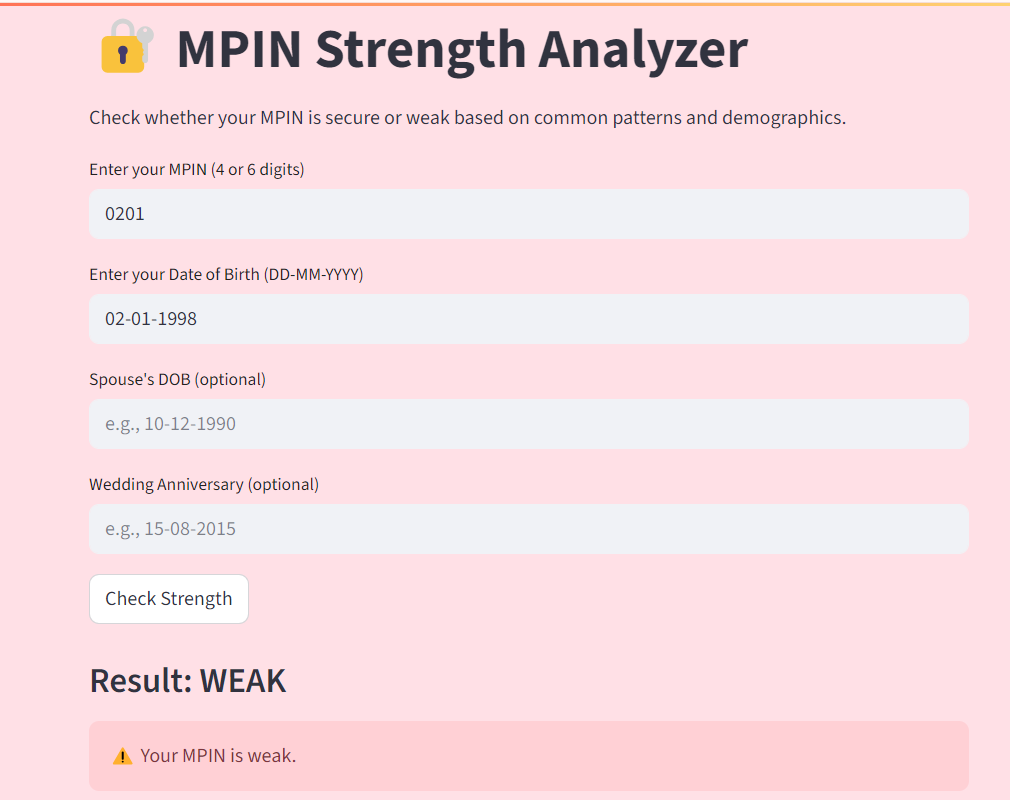 MPIN Strength Analyzer
Check whether your MPIN is secure or weak based on common patterns and demographics.
Enter your MPIN (4 or 6 digits)
0201
Enter your Date of Birth (DD-MM-YYYY)
02-01-1998
Spouse's DOB (optional)
e.g., 10-12-1990
Wedding Anniversary (optional)
e.g., 15-08-2015
Check Strength
Result: WEAK
Your MPIN is weak.